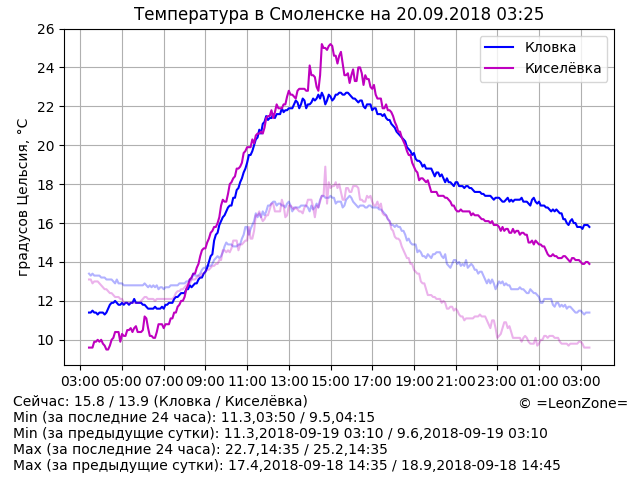 Температура в Смоленске на 20.09.2018 03:25
градусов Цельсия, °C
26
24
22
20
18
16
14
12
10
Кловка
Киселёвка
03:00 05:00 07:00 09:00 11:00 13:00 15:00 17:00 19:00 21:00 23:00 01:00 03:00
Сейчас: 15.8 / 13.9 (Кловка / Киселёвка)
© =LeonZone=
Min (за последние 24 часа): 11.3,03:50 / 9.5,04:15
Min (за предыдущие сутки): 11.3,2018-09-19 03:10 / 9.6,2018-09-19 03:10
Max (за последние 24 часа): 22.7,14:35 / 25.2,14:35
Max (за предыдущие сутки): 17.4,2018-09-18 14:35 / 18.9,2018-09-18 14:45